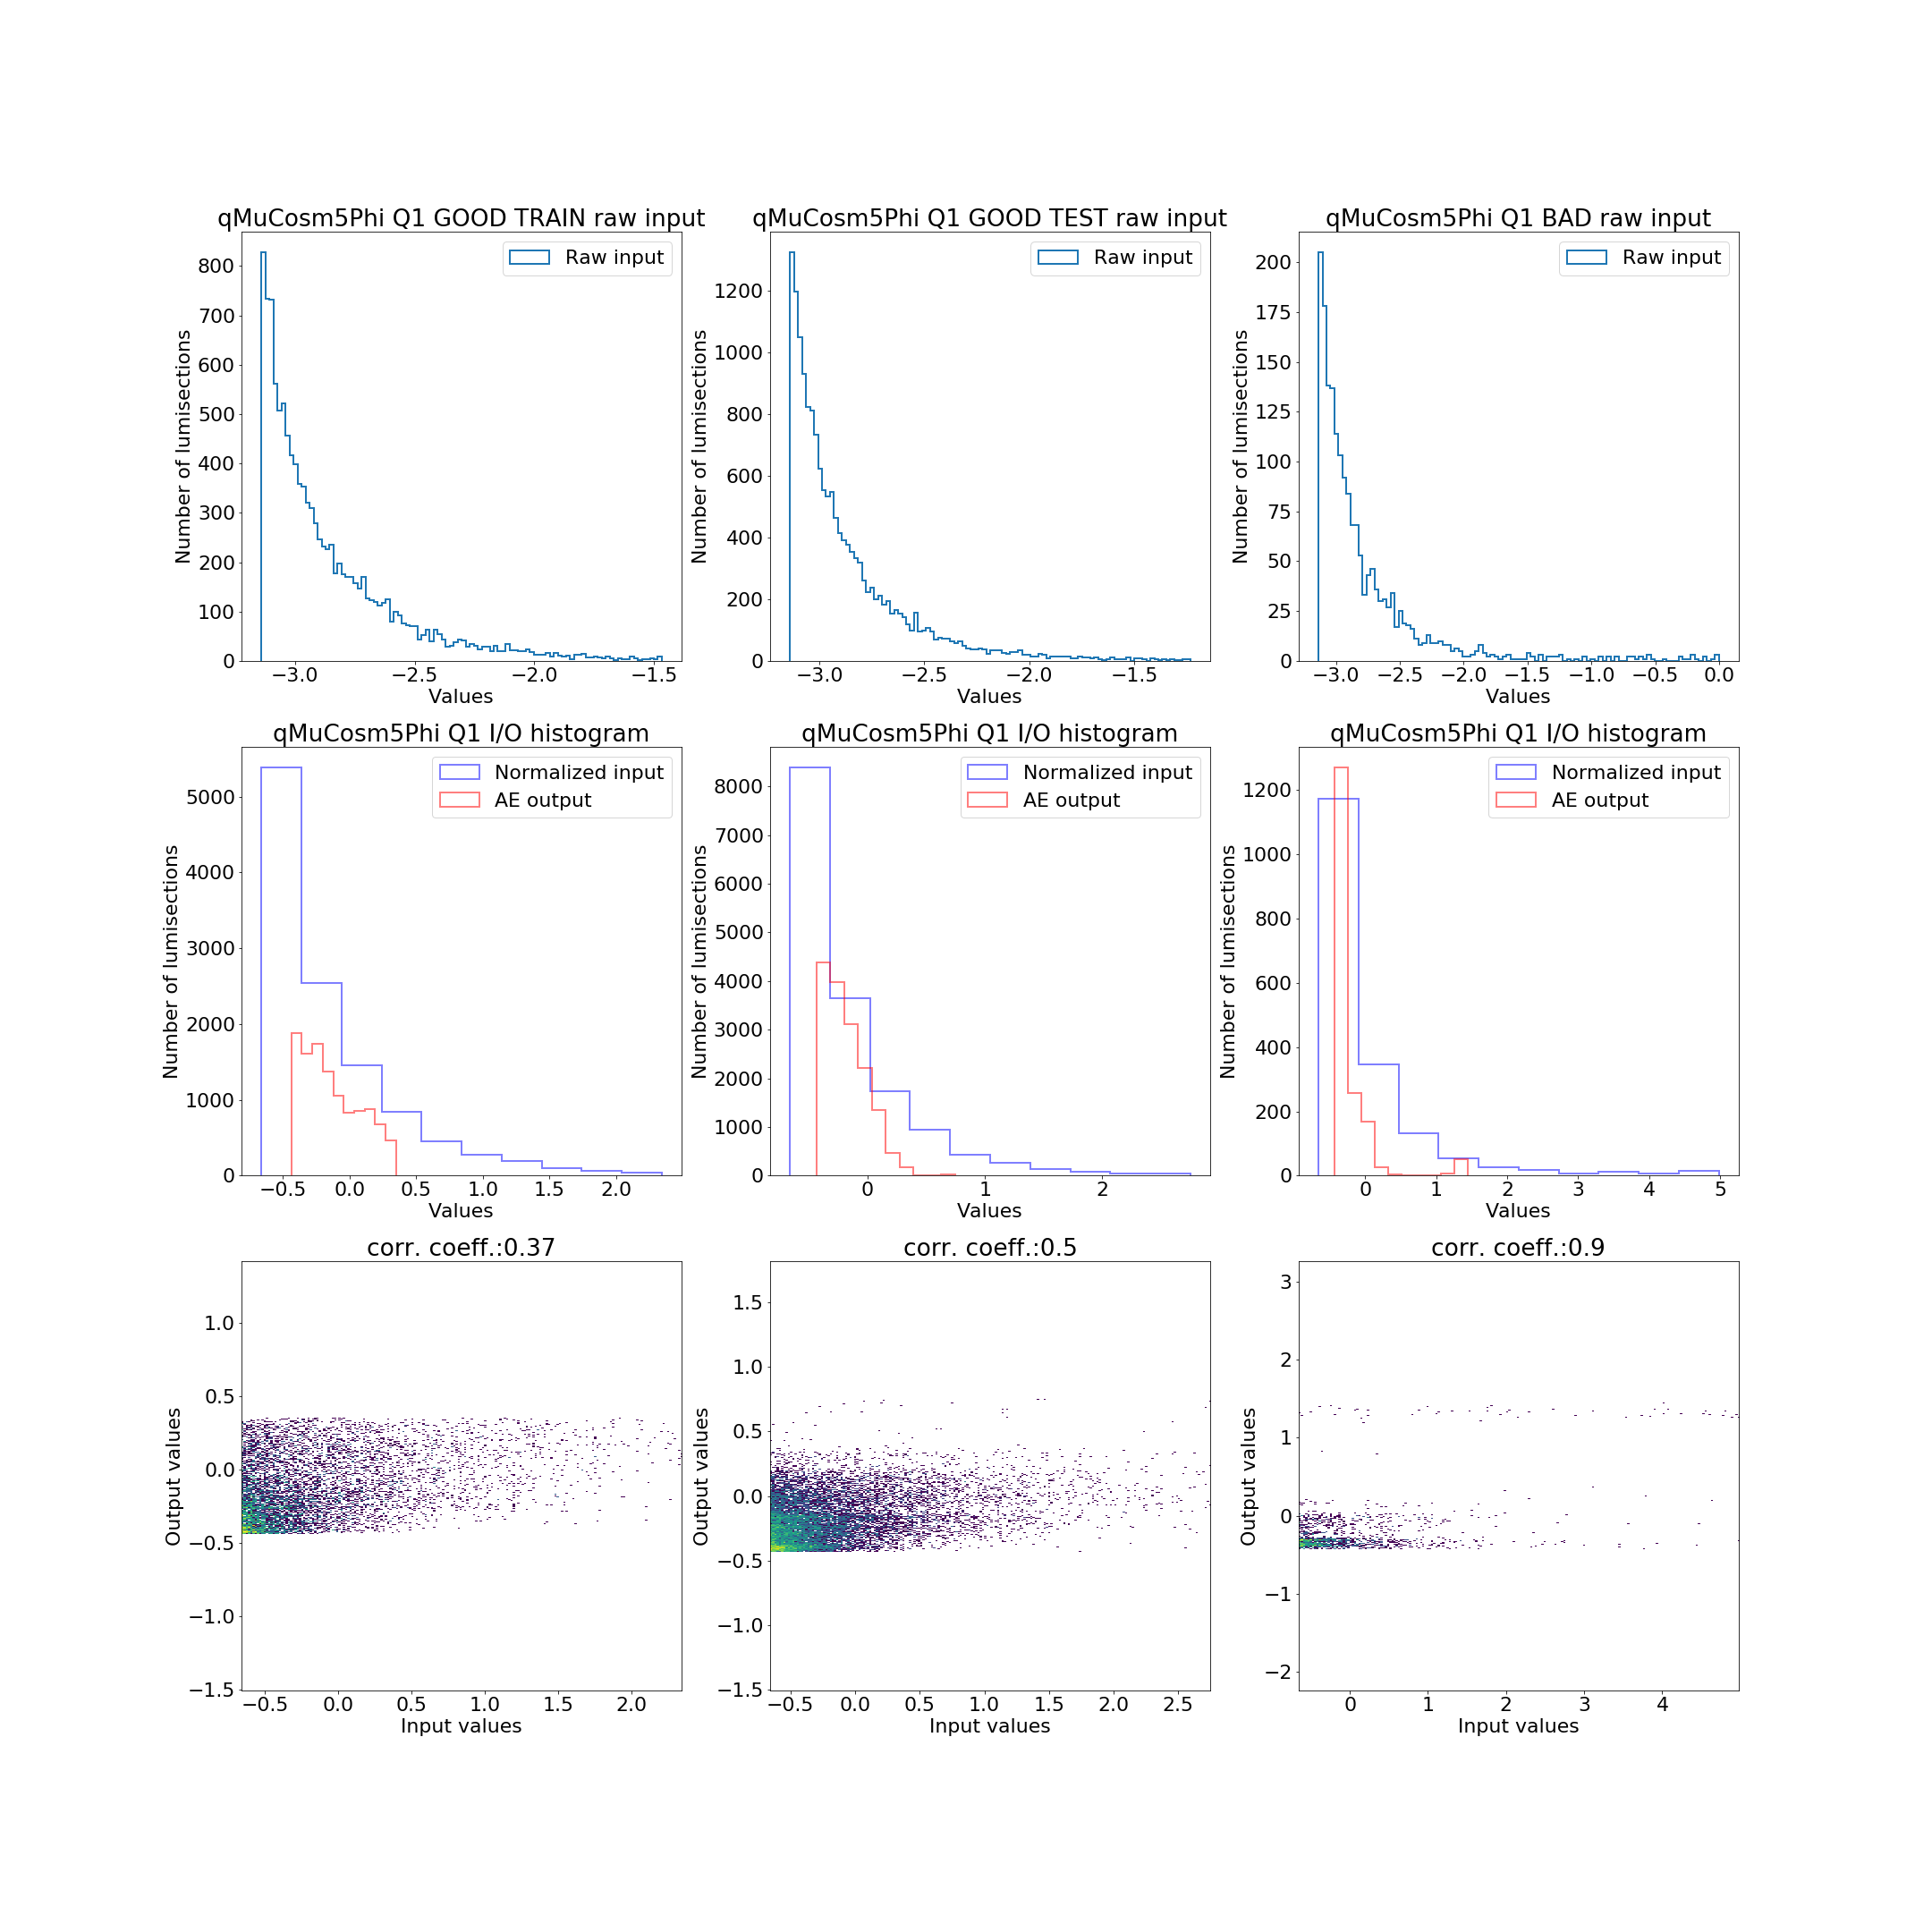 qMuCosm5Phi Q1 GOOD TRAIN raw input
Raw input
800
700
600
500
400
300
200
100
0
Number of lumisections
−3.0 −2.5 −2.0 −1.5
Values
qMuCosm5Phi Q1 GOOD TEST raw input
Raw input
1200
1000
800
600
400
200
0
Number of lumisections
−3.0 −2.5 −2.0 −1.5
Values
qMuCosm5Phi Q1 BAD raw input
Raw input
200
175
150
125
100
75
50
25
0
Number of lumisections
−3.0 −2.5 −2.0 −1.5 −1.0 −0.5 0.0
Values
qMuCosm5Phi Q1 I/O histogram
Normalized input
AE output
5000
4000
3000
2000
1000
0
Number of lumisections
−0.5 0.0 0.5 1.0 1.5 2.0
Values
qMuCosm5Phi Q1 I/O histogram
Normalized input
AE output
8000
7000
6000
5000
4000
3000
2000
1000
0
Number of lumisections
0 1 2
Values
qMuCosm5Phi Q1 I/O histogram
Normalized input
AE output
1200
1000
800
600
400
200
0
Number of lumisections
0 1 2 3 4 5
Values
corr. coeff.:0.37
1.0
0.5
0.0
−0.5
−1.0
−1.5
Output values
−0.5 0.0 0.5 1.0 1.5 2.0
Input values
corr. coeff.:0.5
1.5
1.0
0.5
0.0
−0.5
−1.0
−1.5
Output values
−0.5 0.0 0.5 1.0 1.5 2.0 2.5
Input values
corr. coeff.:0.9
3
2
1
0
−1
−2
Output values
0 1 2 3 4
Input values